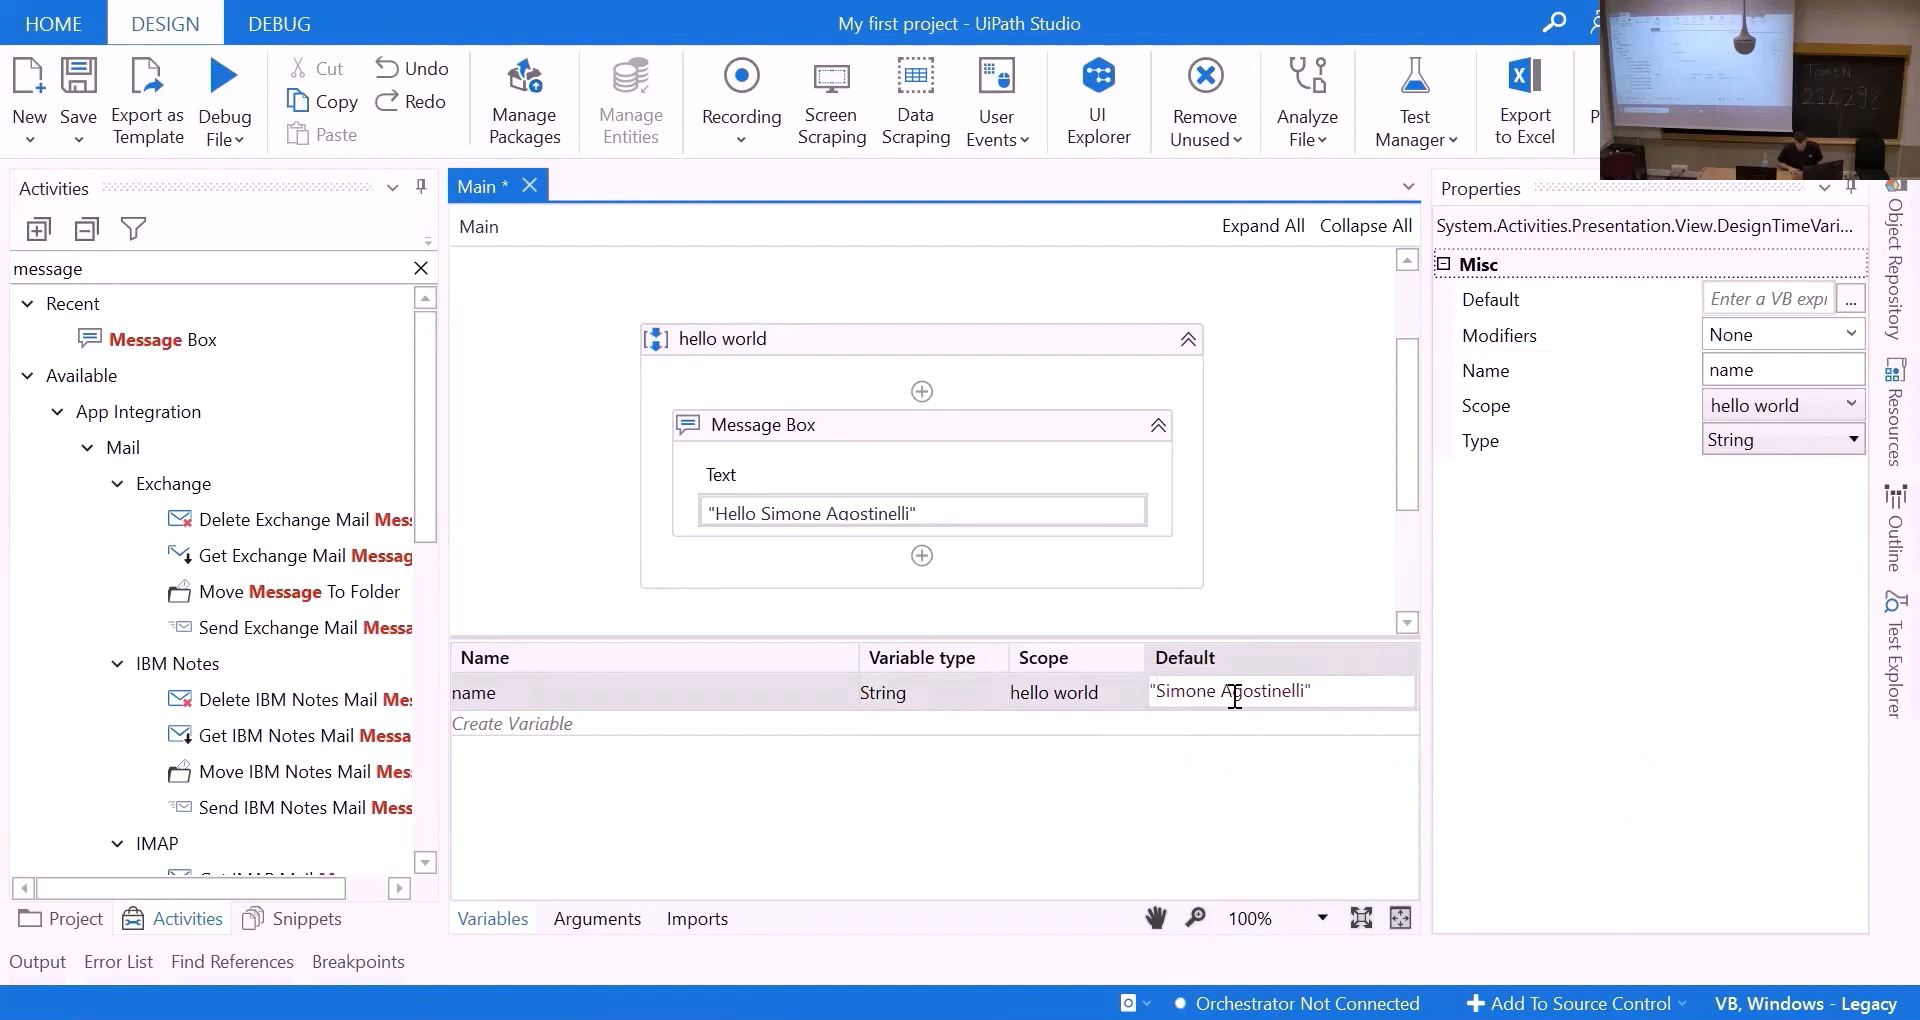 HOME DESIGN DEBUG My first project - UiPath Studio
New Save Export as Template Debug File Cut Copy Paste Undo Redo Manage Packages Manage Entities Recording Screen Scraping Data Scraping User Events UI Explorer Remove Unused Analyze File Test Manager Export to Excel P
TOKEN
214298
Activities
message
Recent
Message Box
Available
App Integration
Mail
Exchange
Delete Exchange Mail Mess
Get Exchange Mail Messag
Move Message To Folder
Send Exchange Mail Messa
IBM Notes
Delete IBM Notes Mail Mes
Get IBM Notes Mail Messa
Move IBM Notes Mail Mes
Send IBM Notes Mail Mess
IMAP
Project Activities Snippets
Main *
Main Expand All Collapse All
hello world
Message Box
Text
"Hello Simone Agostinelli"
Name Variable type Scope Default
name String hello world "Simone Agostinelli"
Create Variable
Variables Arguments Imports 100%
Properties
System.Activities.Presentation.View.DesignTimeVari...
Misc
Default Enter a VB expr ...
Modifiers None
Name name
Scope hello world
Type String
Object Repository
Resources
Outline
Test Explorer
Output Error List Find References Breakpoints
Orchestrator Not Connected Add To Source Control VB, Windows - Legacy